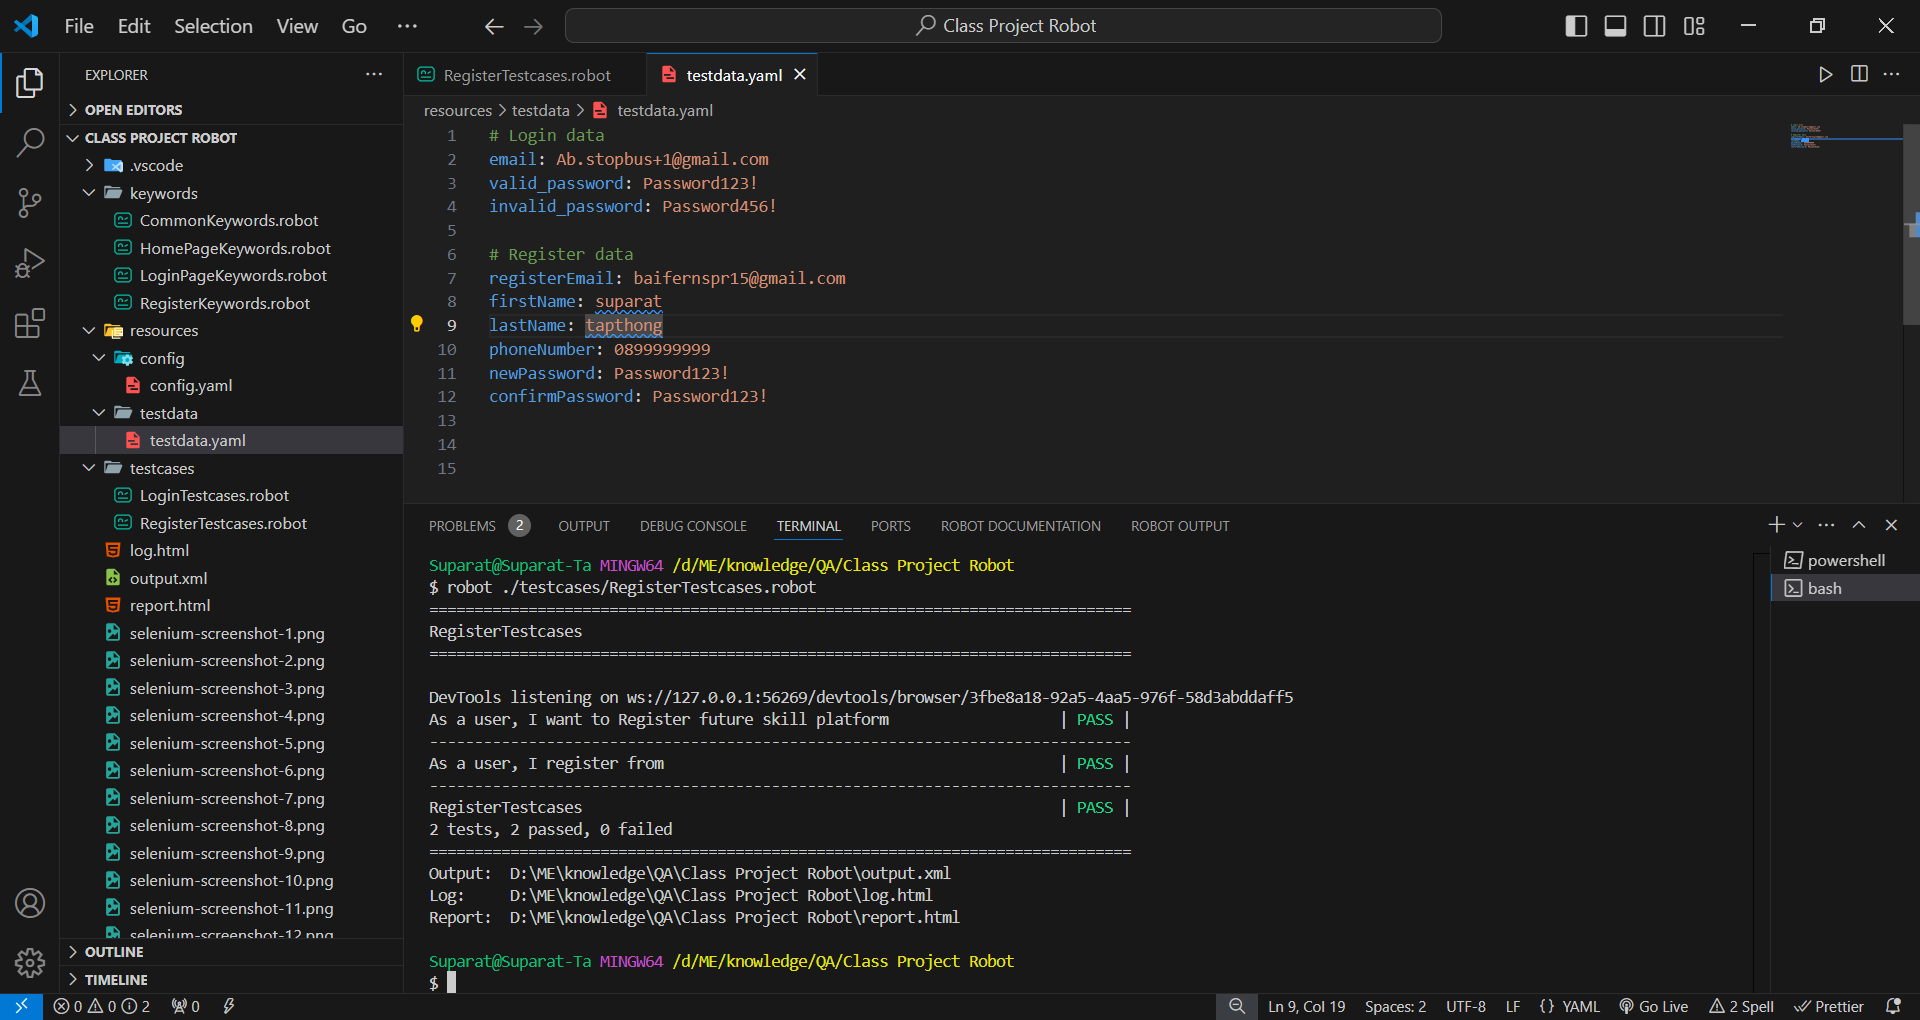 File Edit Selection View Go ···
Class Project Robot
EXPLORER ···
OPEN EDITORS
CLASS PROJECT ROBOT
.vscode
keywords
CommonKeywords.robot
HomePageKeywords.robot
LoginPageKeywords.robot
RegisterKeywords.robot
resources
config
config.yaml
testdata
testdata.yaml
testcases
LoginTestcases.robot
RegisterTestcases.robot
log.html
output.xml
report.html
selenium-screenshot-1.png
selenium-screenshot-2.png
selenium-screenshot-3.png
selenium-screenshot-4.png
selenium-screenshot-5.png
selenium-screenshot-6.png
selenium-screenshot-7.png
selenium-screenshot-8.png
selenium-screenshot-9.png
selenium-screenshot-10.png
selenium-screenshot-11.png
selenium-screenshot-12.png
OUTLINE
TIMELINE
RegisterTestcases.robot testdata.yaml
resources > testdata > testdata.yaml
1 # Login data
2 email: Ab.stopbus+1@gmail.com
3 valid_password: Password123!
4 invalid_password: Password456!
5
6 # Register data
7 registerEmail: baifernspr15@gmail.com
8 firstName: suparat
9 lastName: tapthong
10 phoneNumber: 0899999999
11 newPassword: Password123!
12 confirmPassword: Password123!
13
14
15
PROBLEMS 2 OUTPUT DEBUG CONSOLE TERMINAL PORTS ROBOT DOCUMENTATION ROBOT OUTPUT
Suparat@Suparat-Ta MINGW64 /d/ME/knowledge/QA/Class Project Robot
$ robot ./testcases/RegisterTestcases.robot
==============================================================================
RegisterTestcases
==============================================================================
DevTools listening on ws://127.0.0.1:56269/devtools/browser/3fbe8a18-92a5-4aa5-976f-58d3abddaff5
As a user, I want to Register future skill platform | PASS |
------------------------------------------------------------------------------
As a user, I register from | PASS |
------------------------------------------------------------------------------
RegisterTestcases | PASS |
2 tests, 2 passed, 0 failed
==============================================================================
Output: D:\ME\knowledge\QA\Class Project Robot\output.xml
Log: D:\ME\knowledge\QA\Class Project Robot\log.html
Report: D:\ME\knowledge\QA\Class Project Robot\report.html
Suparat@Suparat-Ta MINGW64 /d/ME/knowledge/QA/Class Project Robot
$
powershell
bash
0 0 2 0 Ln 9, Col 19 Spaces: 2 UTF-8 LF {} YAML Go Live 2 Spell Prettier